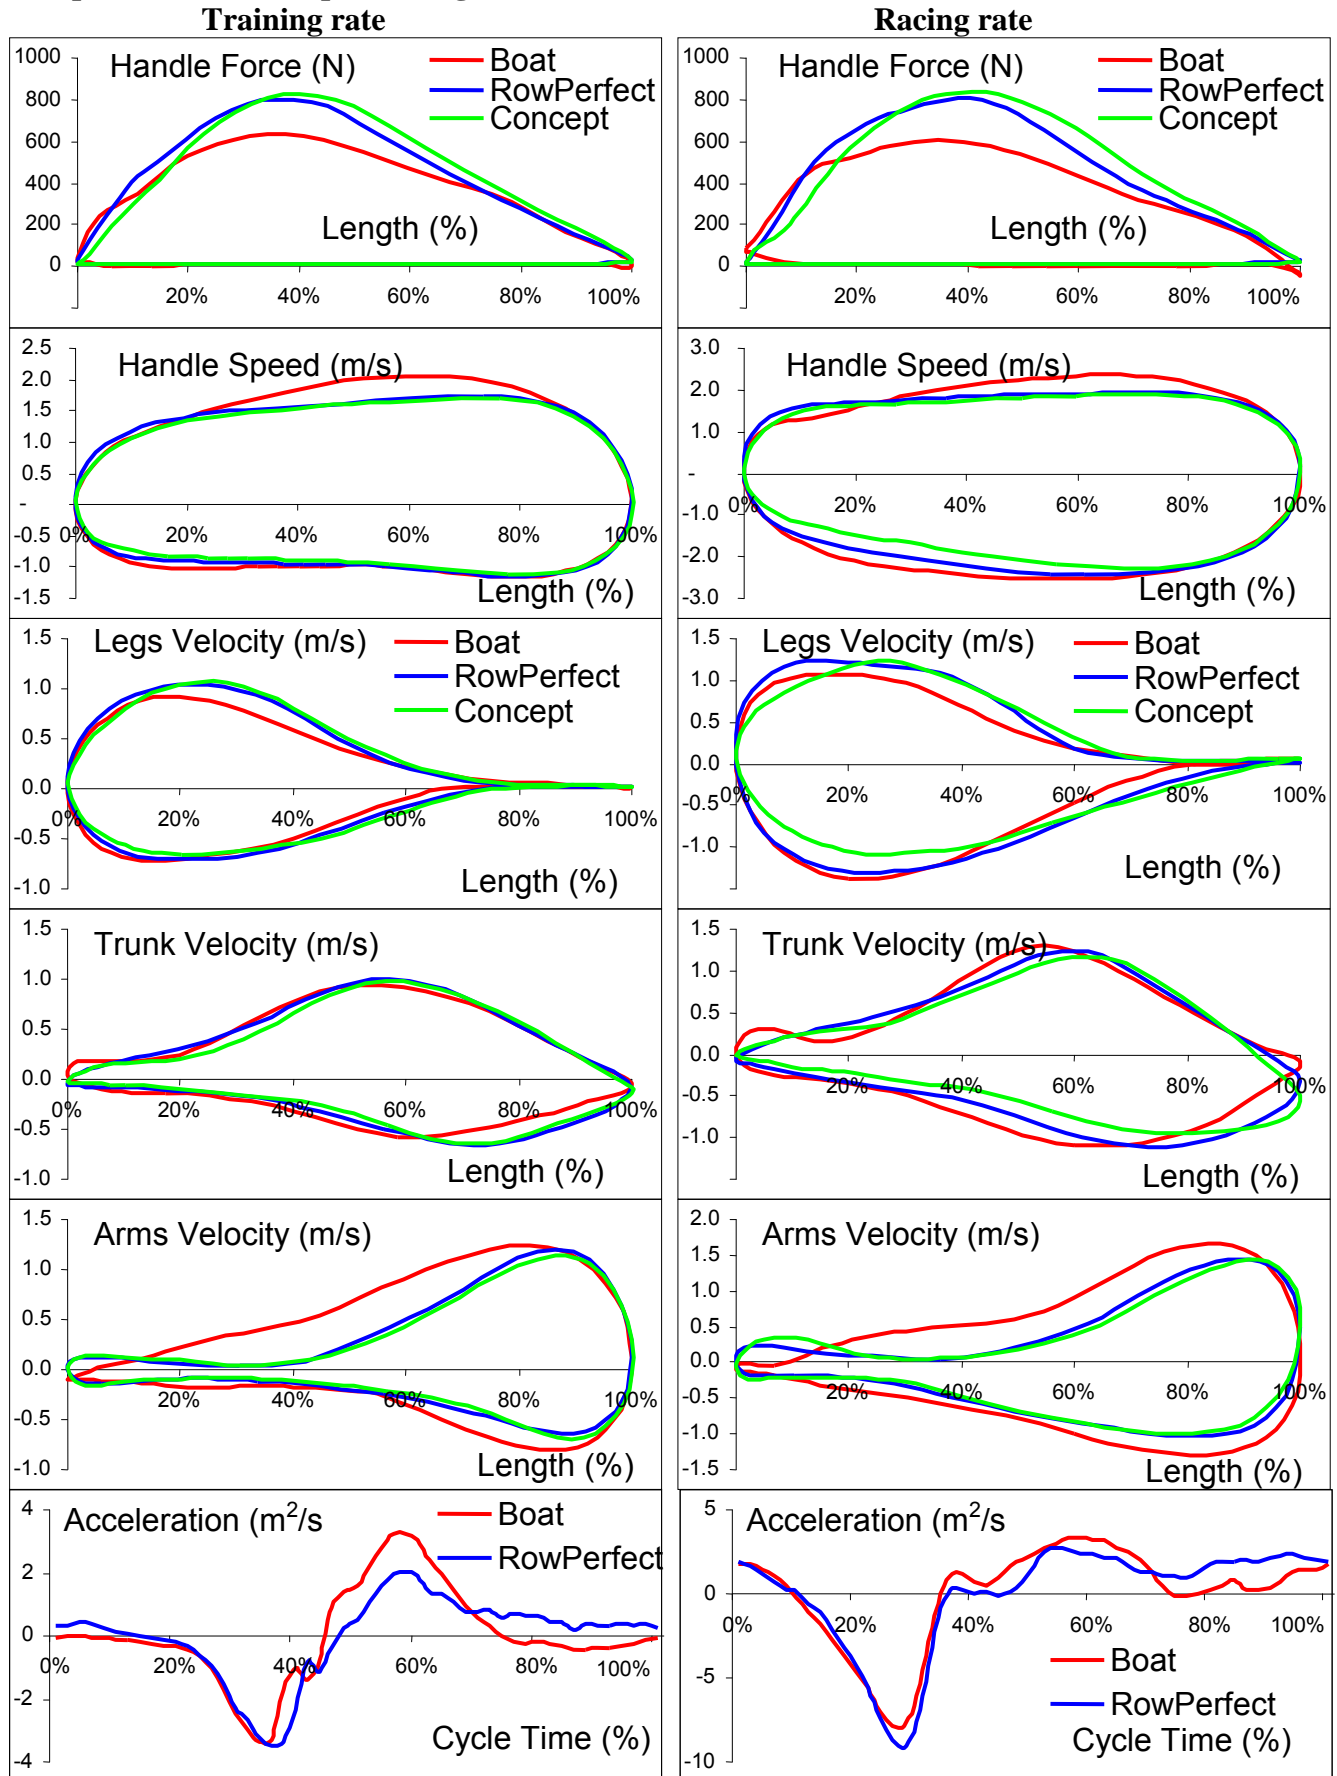 Training rate Racing rate
Handle Force (N)
Boat
RowPerfect
Concept
1000
800
600
400
200
0
Length (%)
20% 40% 60% 80% 100%
Handle Force (N)
Boat
RowPerfect
Concept
1000
800
600
400
200
0
Length (%)
20% 40% 60% 80% 100%
Handle Speed (m/s)
2.5
2.0
1.5
1.0
0.5
-
-0.5
-1.0
-1.5
0% 20% 40% 60% 80% 100%
Length (%)
Handle Speed (m/s)
3.0
2.0
1.0
-
-1.0
-2.0
-3.0
0% 20% 40% 60% 80% 100%
Length (%)
Legs Velocity (m/s)
Boat
RowPerfect
Concept
1.5
1.0
0.5
0.0
-0.5
-1.0
0% 20% 40% 60% 80% 100%
Length (%)
Legs Velocity (m/s)
Boat
RowPerfect
Concept
1.5
1.0
0.5
0.0
-0.5
-1.0
0% 20% 40% 60% 80% 100%
Length (%)
Trunk Velocity (m/s)
1.5
1.0
0.5
0.0
-0.5
-1.0
0% 20% 40% 60% 80% 100%
Length (%)
Trunk Velocity (m/s)
1.5
1.0
0.5
0.0
-0.5
-1.0
0% 20% 40% 60% 80% 100%
Length (%)
Arms Velocity (m/s)
1.5
1.0
0.5
0.0
-0.5
-1.0
0% 20% 40% 60% 80% 100%
Length (%)
Arms Velocity (m/s)
2.0
1.5
1.0
0.5
0.0
-0.5
-1.0
-1.5
0% 20% 40% 60% 80% 100%
Length (%)
Acceleration (m²/s
Boat
RowPerfect
4
2
0
-2
-4
0% 20% 40% 60% 80% 100%
Cycle Time (%)
Acceleration (m²/s
5
0
-5
-10
0% 20% 40% 60% 80% 100%
Boat
RowPerfect
Cycle Time (%)